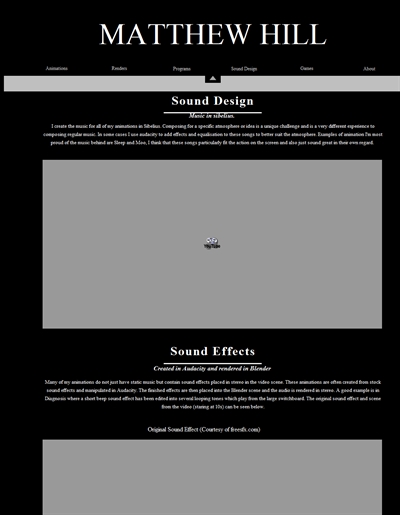 MATTHEW HILL
Animations Renders Programs Sound Design Games About
Sound Design
Music in sibelius.
I create the music for all of my animations in Sibelius. Composing for a specific atmosphere or idea is a unique challenge and is a very different experience to
composing regular music. In some cases I use audacity to add effects and equalisation to these songs to better suit the atmosphere. Examples of animation I'm most
proud of the music behind are Sleep and Moo, I think that these songs particularly fit the action on the screen and also just sound great in their own regard.
Sound Effects
Created in Audacity and rendered in Blender
Many of my animations do not just have static music but contain sound effects placed in stereo in the video scene. These animations are often created from stock
sound effects and manipulated in Audacity. The finished effects are then placed into the Blender scene and the audio is rendered in stereo. A good example is in
Diagnosis where a short beep sound effect has been edited into several looping tones which play from the large switchboard. The original sound effect and scene
from the video (staring at 10s) can be seen below.
Original Sound Effect (Courtesy of freesfx.com)